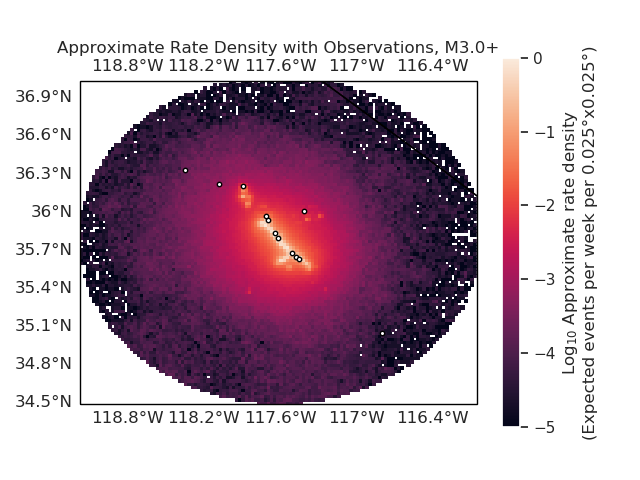 Approximate Rate Density with Observations, M3.0+
118.8°W 118.2°W 117.6°W 117°W 116.4°W
36.9°N
36.6°N
36.3°N
36°N
35.7°N
35.4°N
35.1°N
34.8°N
34.5°N
118.8°W 118.2°W 117.6°W 117°W 116.4°W
0
−1
−2
−3
−4
−5
Log10 Approximate rate density
(Expected events per week per 0.025°x0.025°)